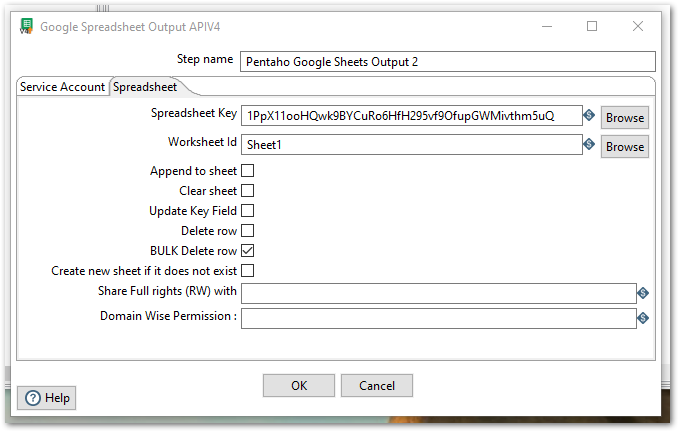 Google Spreadsheet Output APIV4
Step name Pentaho Google Sheets Output 2
Service Account Spreadsheet
Spreadsheet Key 1PpX11ooHQwk9BYCuRo6HfH295vf9OfupGWMivthm5uQ Browse
Worksheet Id Sheet1 Browse
Append to sheet
Clear sheet
Update Key Field
Delete row
BULK Delete row
Create new sheet if it does not exist
Share Full rights (RW) with
Domain Wise Permission :
OK Cancel
Help